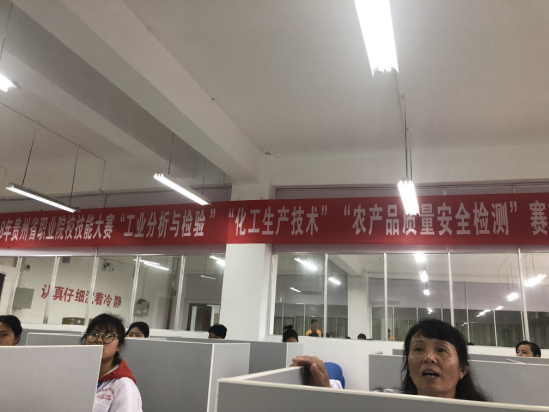 8年贵州省职业院校技能大赛“工业分析与检验”“化工生产技术”“农产品质量安全检测”赛
认真仔细沉着冷静